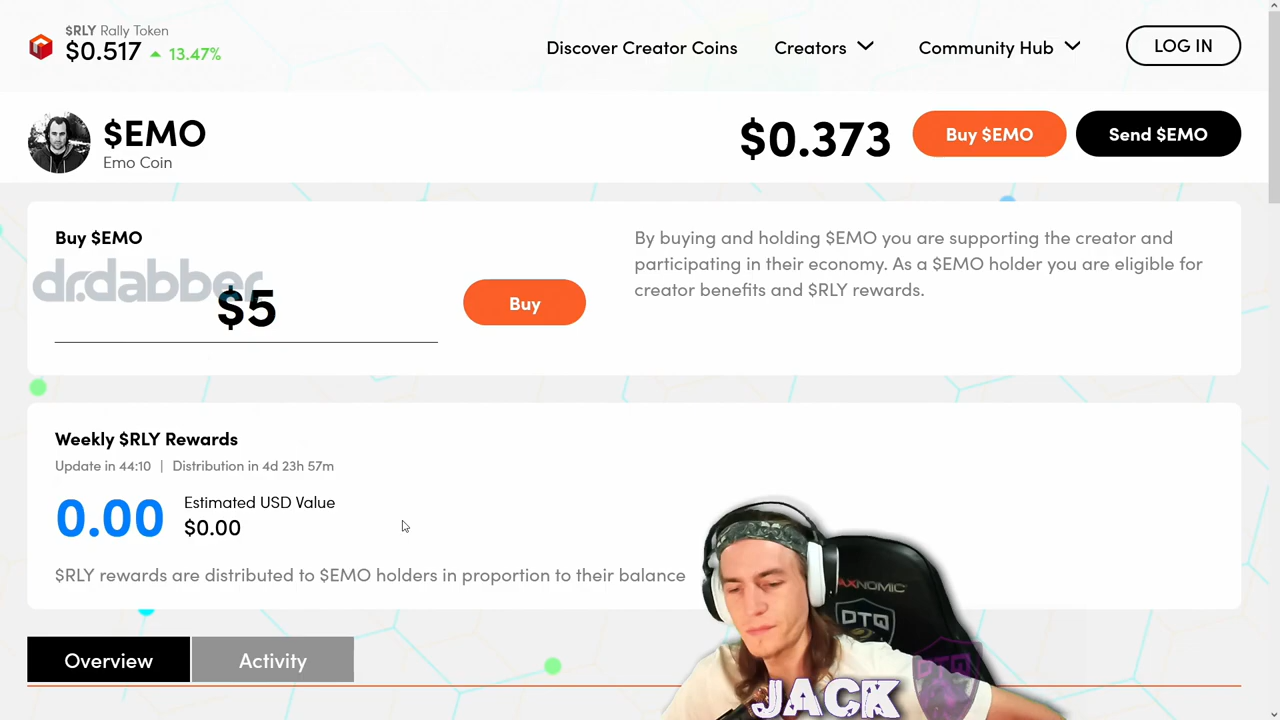 $RLY Rally Token
$0.517 13.47%
Discover Creator Coins
Creators
Community Hub
LOG IN
$EMO
Emo Coin
$0.373
Buy $EMO
Send $EMO
Buy $EMO
dr.dabber
$5
Buy
By buying and holding $EMO you are supporting the creator and
participating in their economy. As a $EMO holder you are eligible for
creator benefits and $RLY rewards.
Weekly $RLY Rewards
Update in 44:10 | Distribution in 4d 23h 57m
0.00
Estimated USD Value
$0.00
$RLY rewards are distributed to $EMO holders in proportion to their balance
Overview
Activity
AXNOMIC
DTQ
JACK